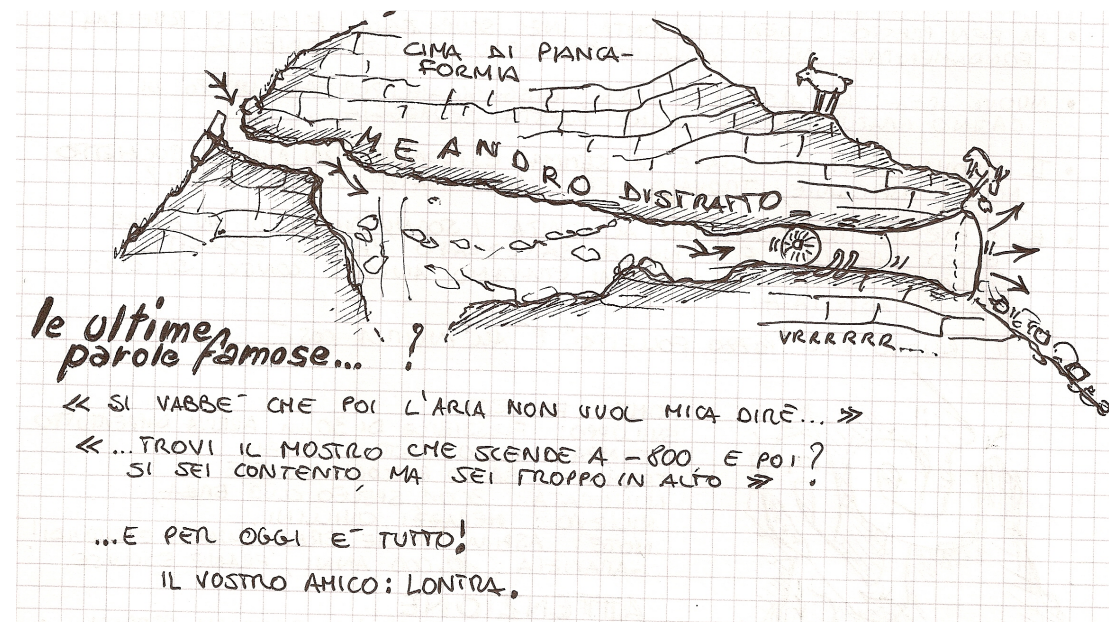 CIMA DI PIANCA-
FORMIA
MEANDRO DISTRATTO
VRRRRRR....
le ultime
parole famose... ?
« SI VABBE' CHE POI L'ARIA NON VUOL MICA DIRE... »
« ...TROVI IL MOSTRO CHE SCENDE A -800, E POI?
SI SEI CONTENTO, MA SEI TROPPO IN ALTO » !
...E PER OGGI E' TUTTO!
IL VOSTRO AMICO: LONTRA.